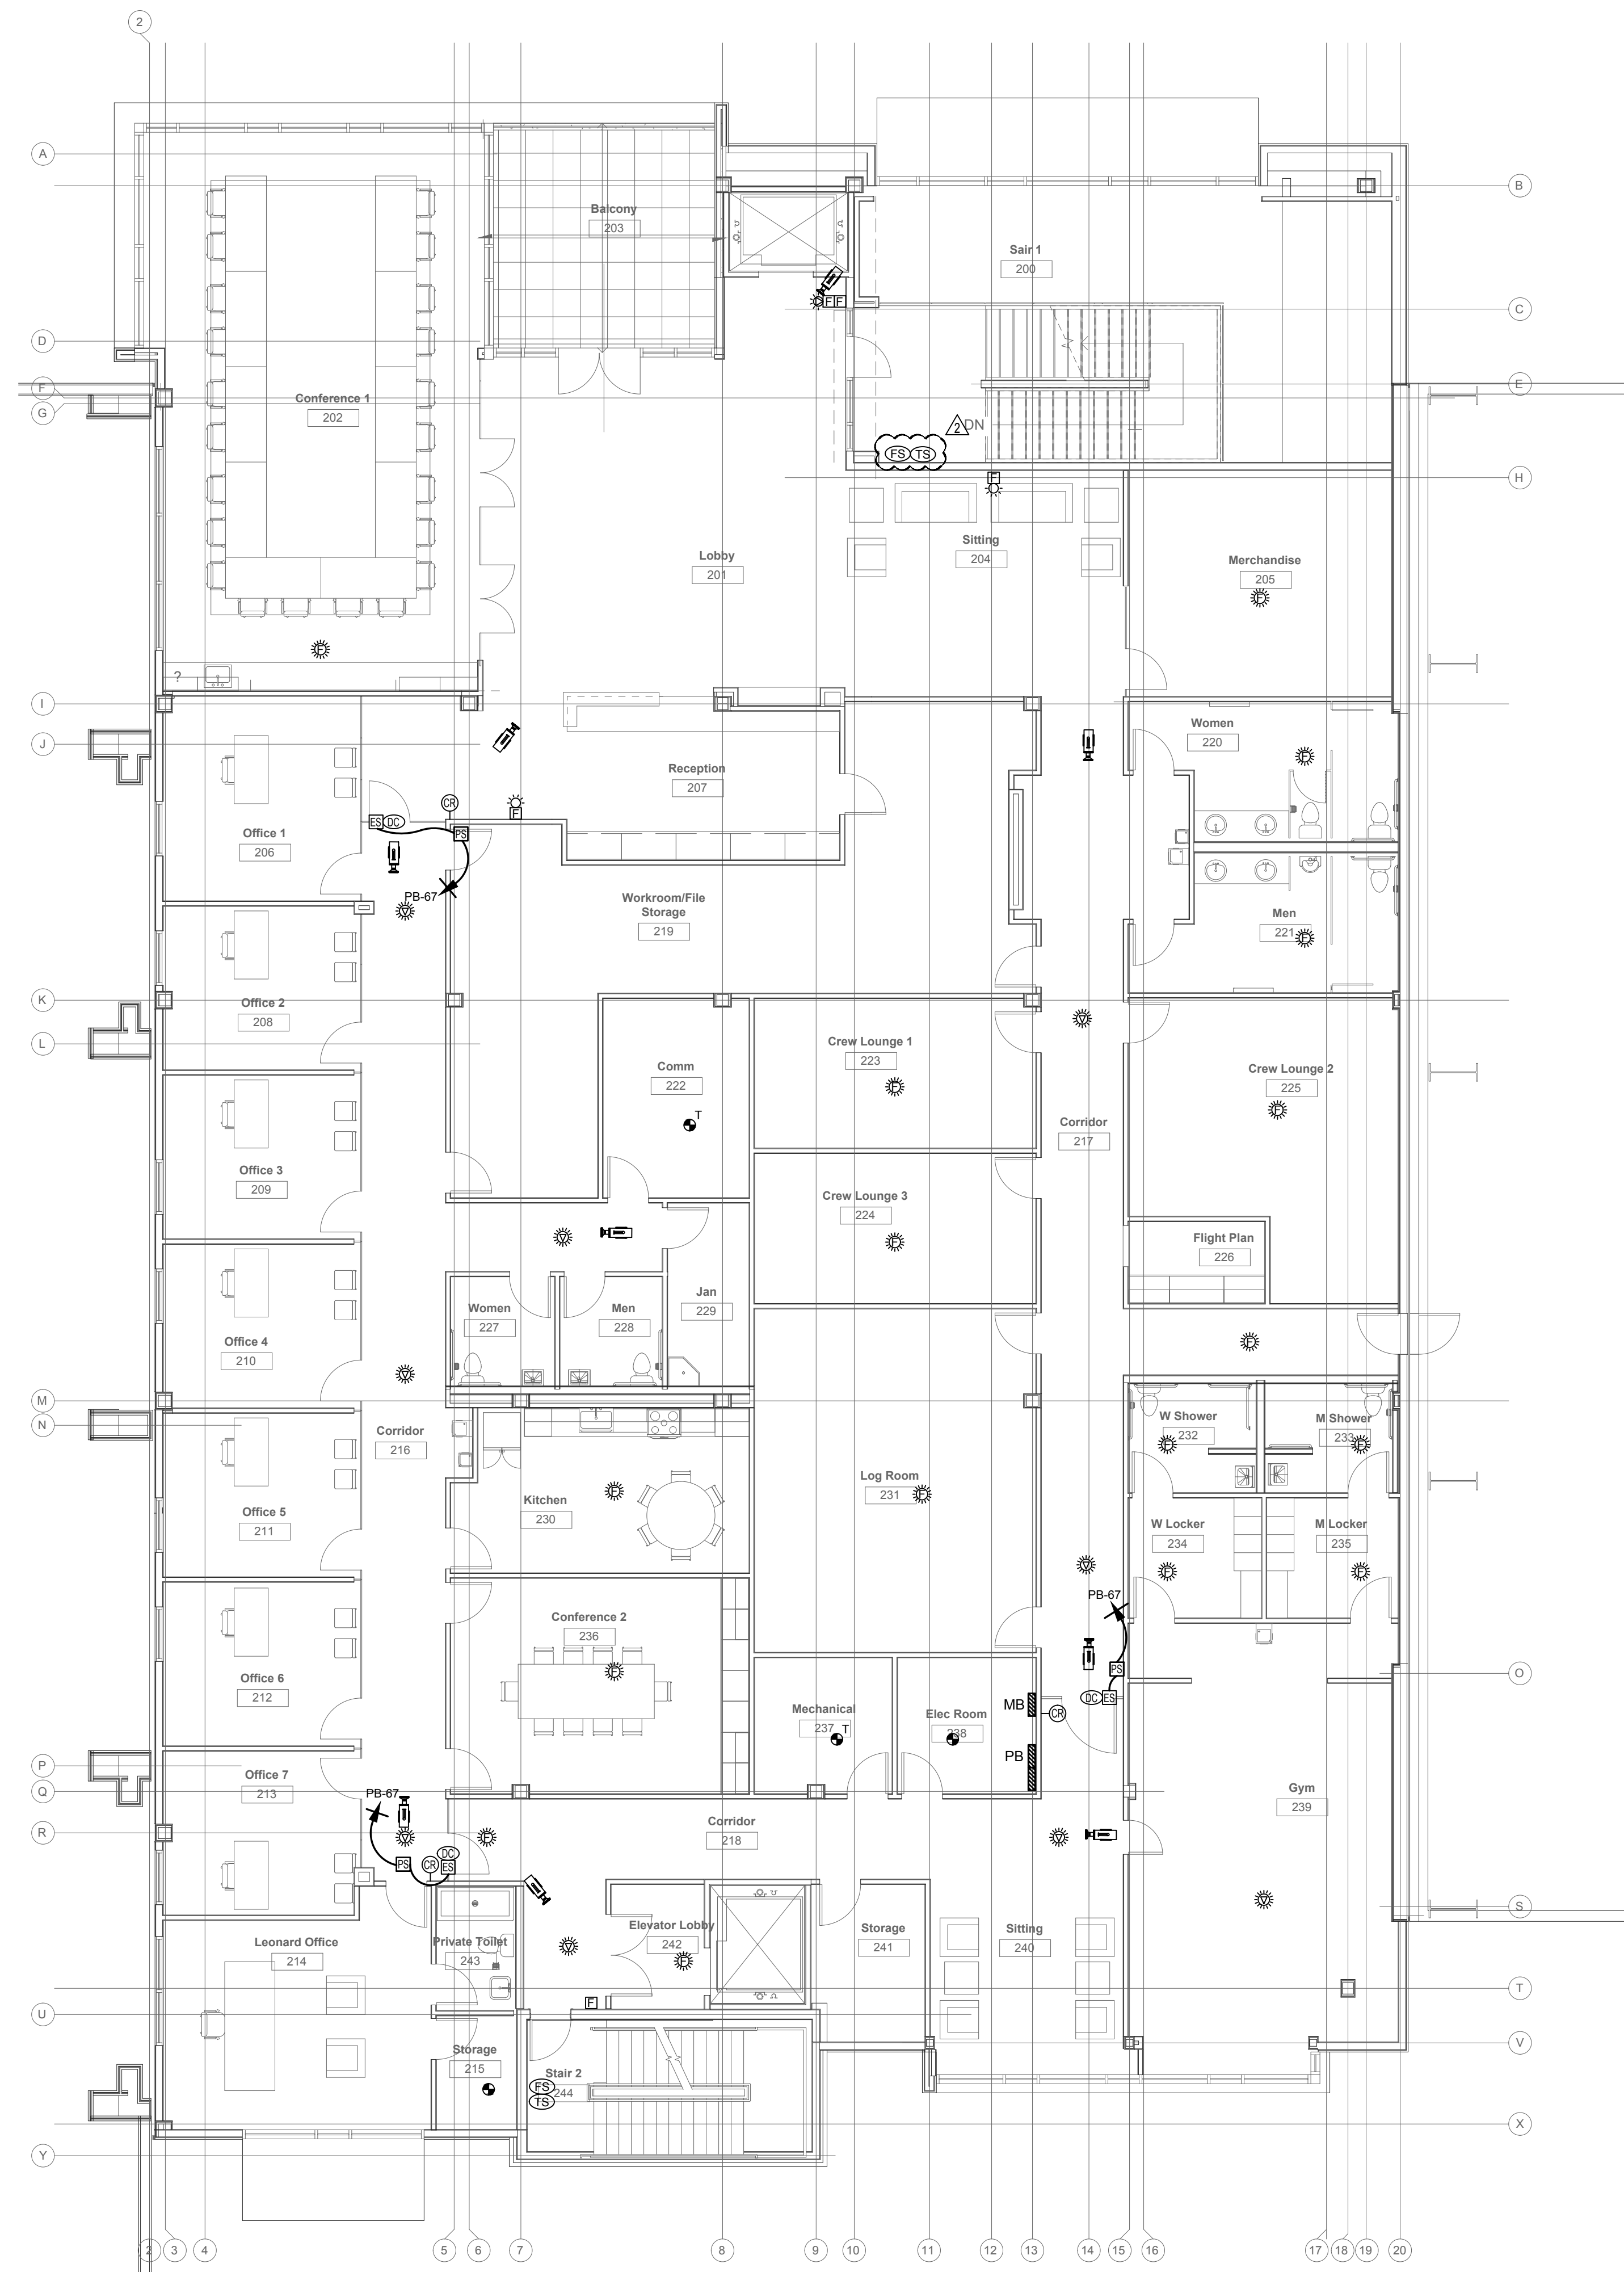 2
A
B
Balcony
203
Sair 1
200
F F
C
D
E
F
G
Conference 1
202
2
DN
FS TS
H
F
Sitting
204
Lobby
201
Merchandise
205
F
F
?
I
Women
220
J
F
Reception
207
CR
F
ES DC
PS
Office 1
206
PB-67
V
Workroom/File
Storage
219
Men
221
F
Office 2
208
K
V
L
Crew Lounge 1
223
F
Comm
222
T
Crew Lounge 2
225
F
Corridor
217
Office 3
209
Crew Lounge 3
224
F
V
Flight Plan
226
Jan
229
Women
227
Men
228
Office 4
210
F
V
M
N
Corridor
216
W Shower
232
F
M Shower
233
F
Log Room
231
F
Kitchen
230
F
Office 5
211
W Locker
234
F
M Locker
235
F
V
PB-67
Conference 2
236
F
PS
O
Office 6
212
DC ES
MB
CR
Mechanical
237
T
Elec Room
238
PB
P
Office 7
213
Q
PB-67
Gym
239
R
V
F
Corridor
218
V
DC
PS
CR
ES
V
S
Leonard Office
214
Private Toilet
243
Elevator Lobby
242
V
F
Storage
241
Sitting
240
T
F
U
V
Storage
215
Stair 2
244
FS
TS
X
Y
2
3
4
5
6
7
8
9
10
11
12
13
14
15
16
17
18
19
20